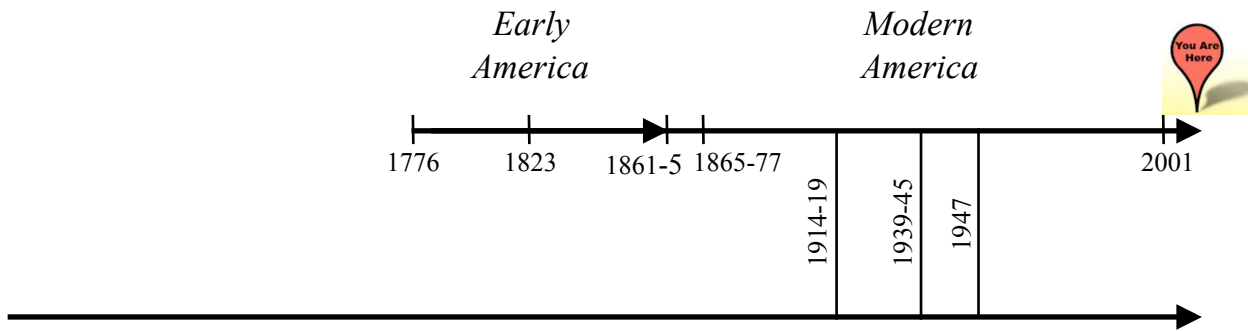 Early
America
Modern
America
You Are
Here
1776
1823
1861-5
1865-77
1914-19
1939-45
1947
2001